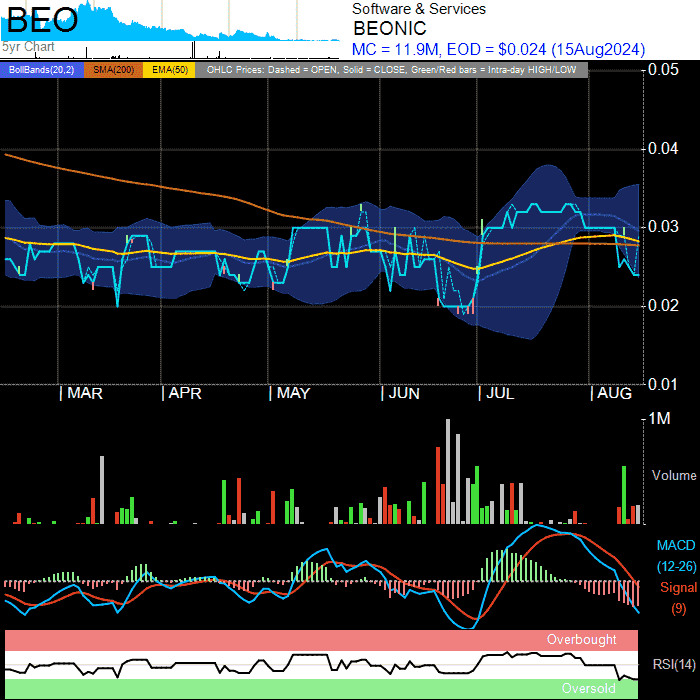 BEO
5yr Chart
Software & Services
BEONIC
MC = 11.9M, EOD = $0.024 (15Aug2024)
BollBands(20,2) SMA(200) EMA(50) OHLC Prices: Dashed = OPEN, Solid = CLOSE, Green/Red bars = Intra-day HIGH/LOW
0.05
0.04
0.03
0.02
0.01
MAR APR MAY JUN JUL AUG
1M
Volume
MACD
(12-26)
Signal
(9)
Overbought
RSI(14)
Oversold